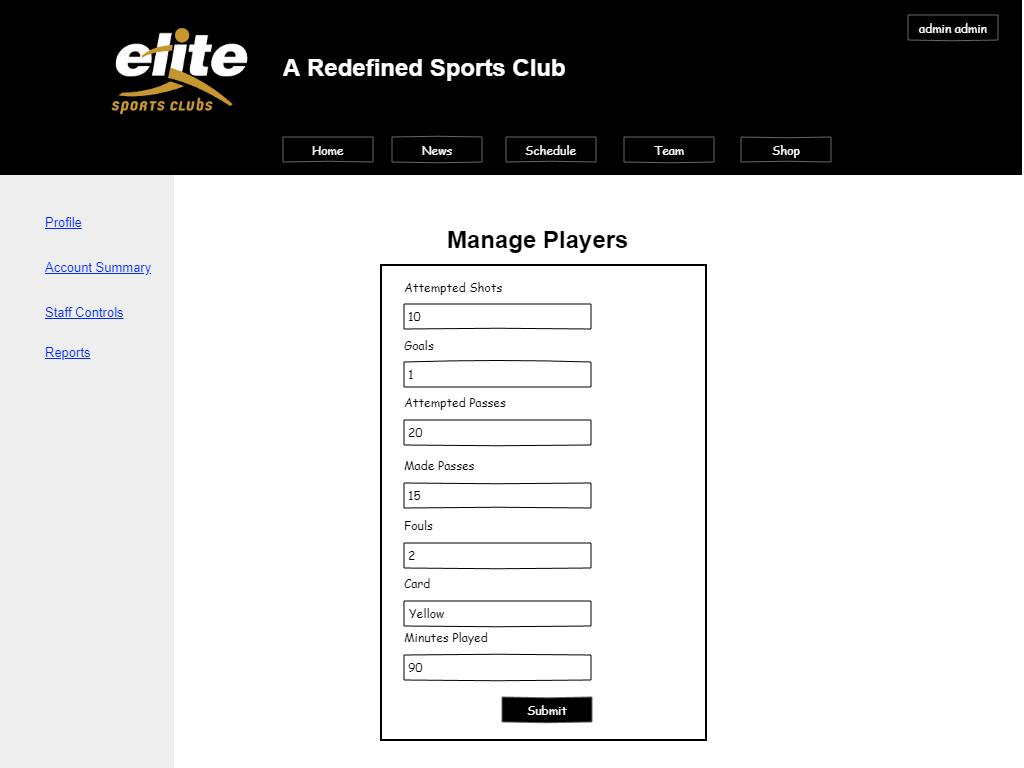 admin admin
elite
SPORTS CLUBS
A Redefined Sports Club
Home News Schedule Team Shop
Profile
Account Summary
Staff Controls
Reports
Manage Players
Attempted Shots
10
Goals
1
Attempted Passes
20
Made Passes
15
Fouls
2
Card
Yellow
Minutes Played
90
Submit